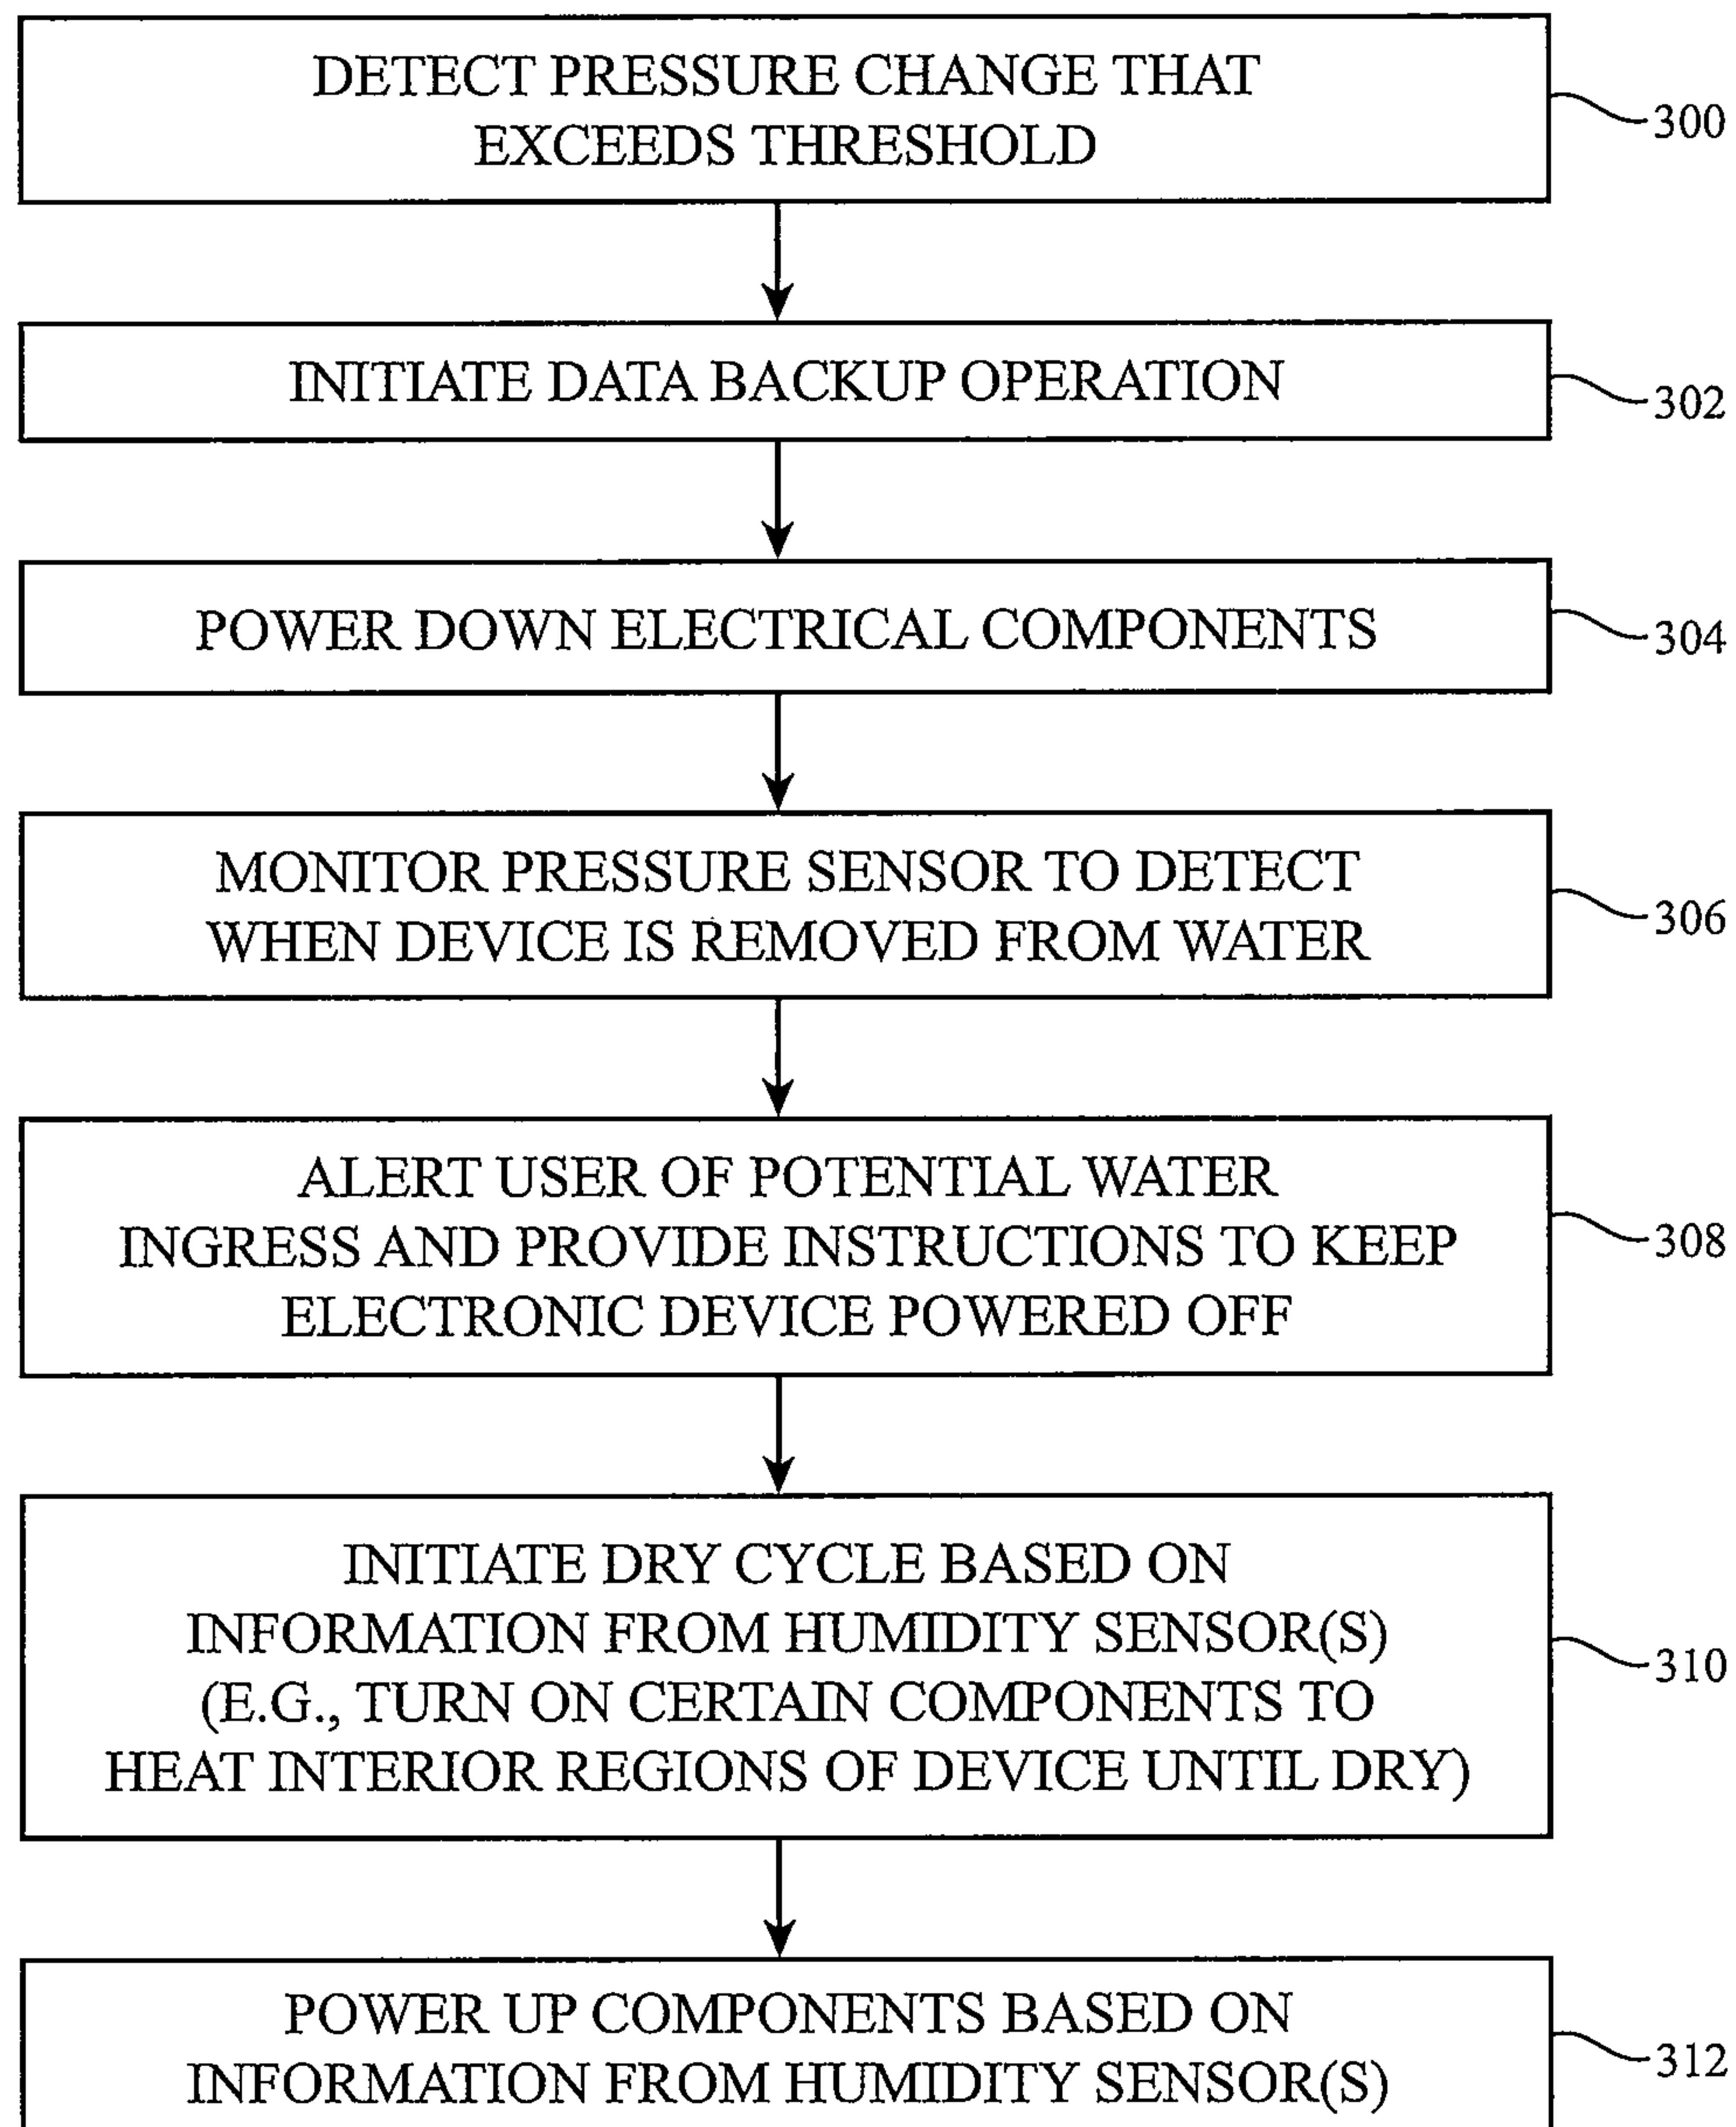 DETECT PRESSURE CHANGE THAT
EXCEEDS THRESHOLD
300
INITIATE DATA BACKUP OPERATION
302
POWER DOWN ELECTRICAL COMPONENTS
304
MONITOR PRESSURE SENSOR TO DETECT
WHEN DEVICE IS REMOVED FROM WATER
306
ALERT USER OF POTENTIAL WATER
INGRESS AND PROVIDE INSTRUCTIONS TO KEEP
ELECTRONIC DEVICE POWERED OFF
308
INITIATE DRY CYCLE BASED ON
INFORMATION FROM HUMIDITY SENSOR(S)
(E.G., TURN ON CERTAIN COMPONENTS TO
HEAT INTERIOR REGIONS OF DEVICE UNTIL DRY)
310
POWER UP COMPONENTS BASED ON
INFORMATION FROM HUMIDITY SENSOR(S)
312